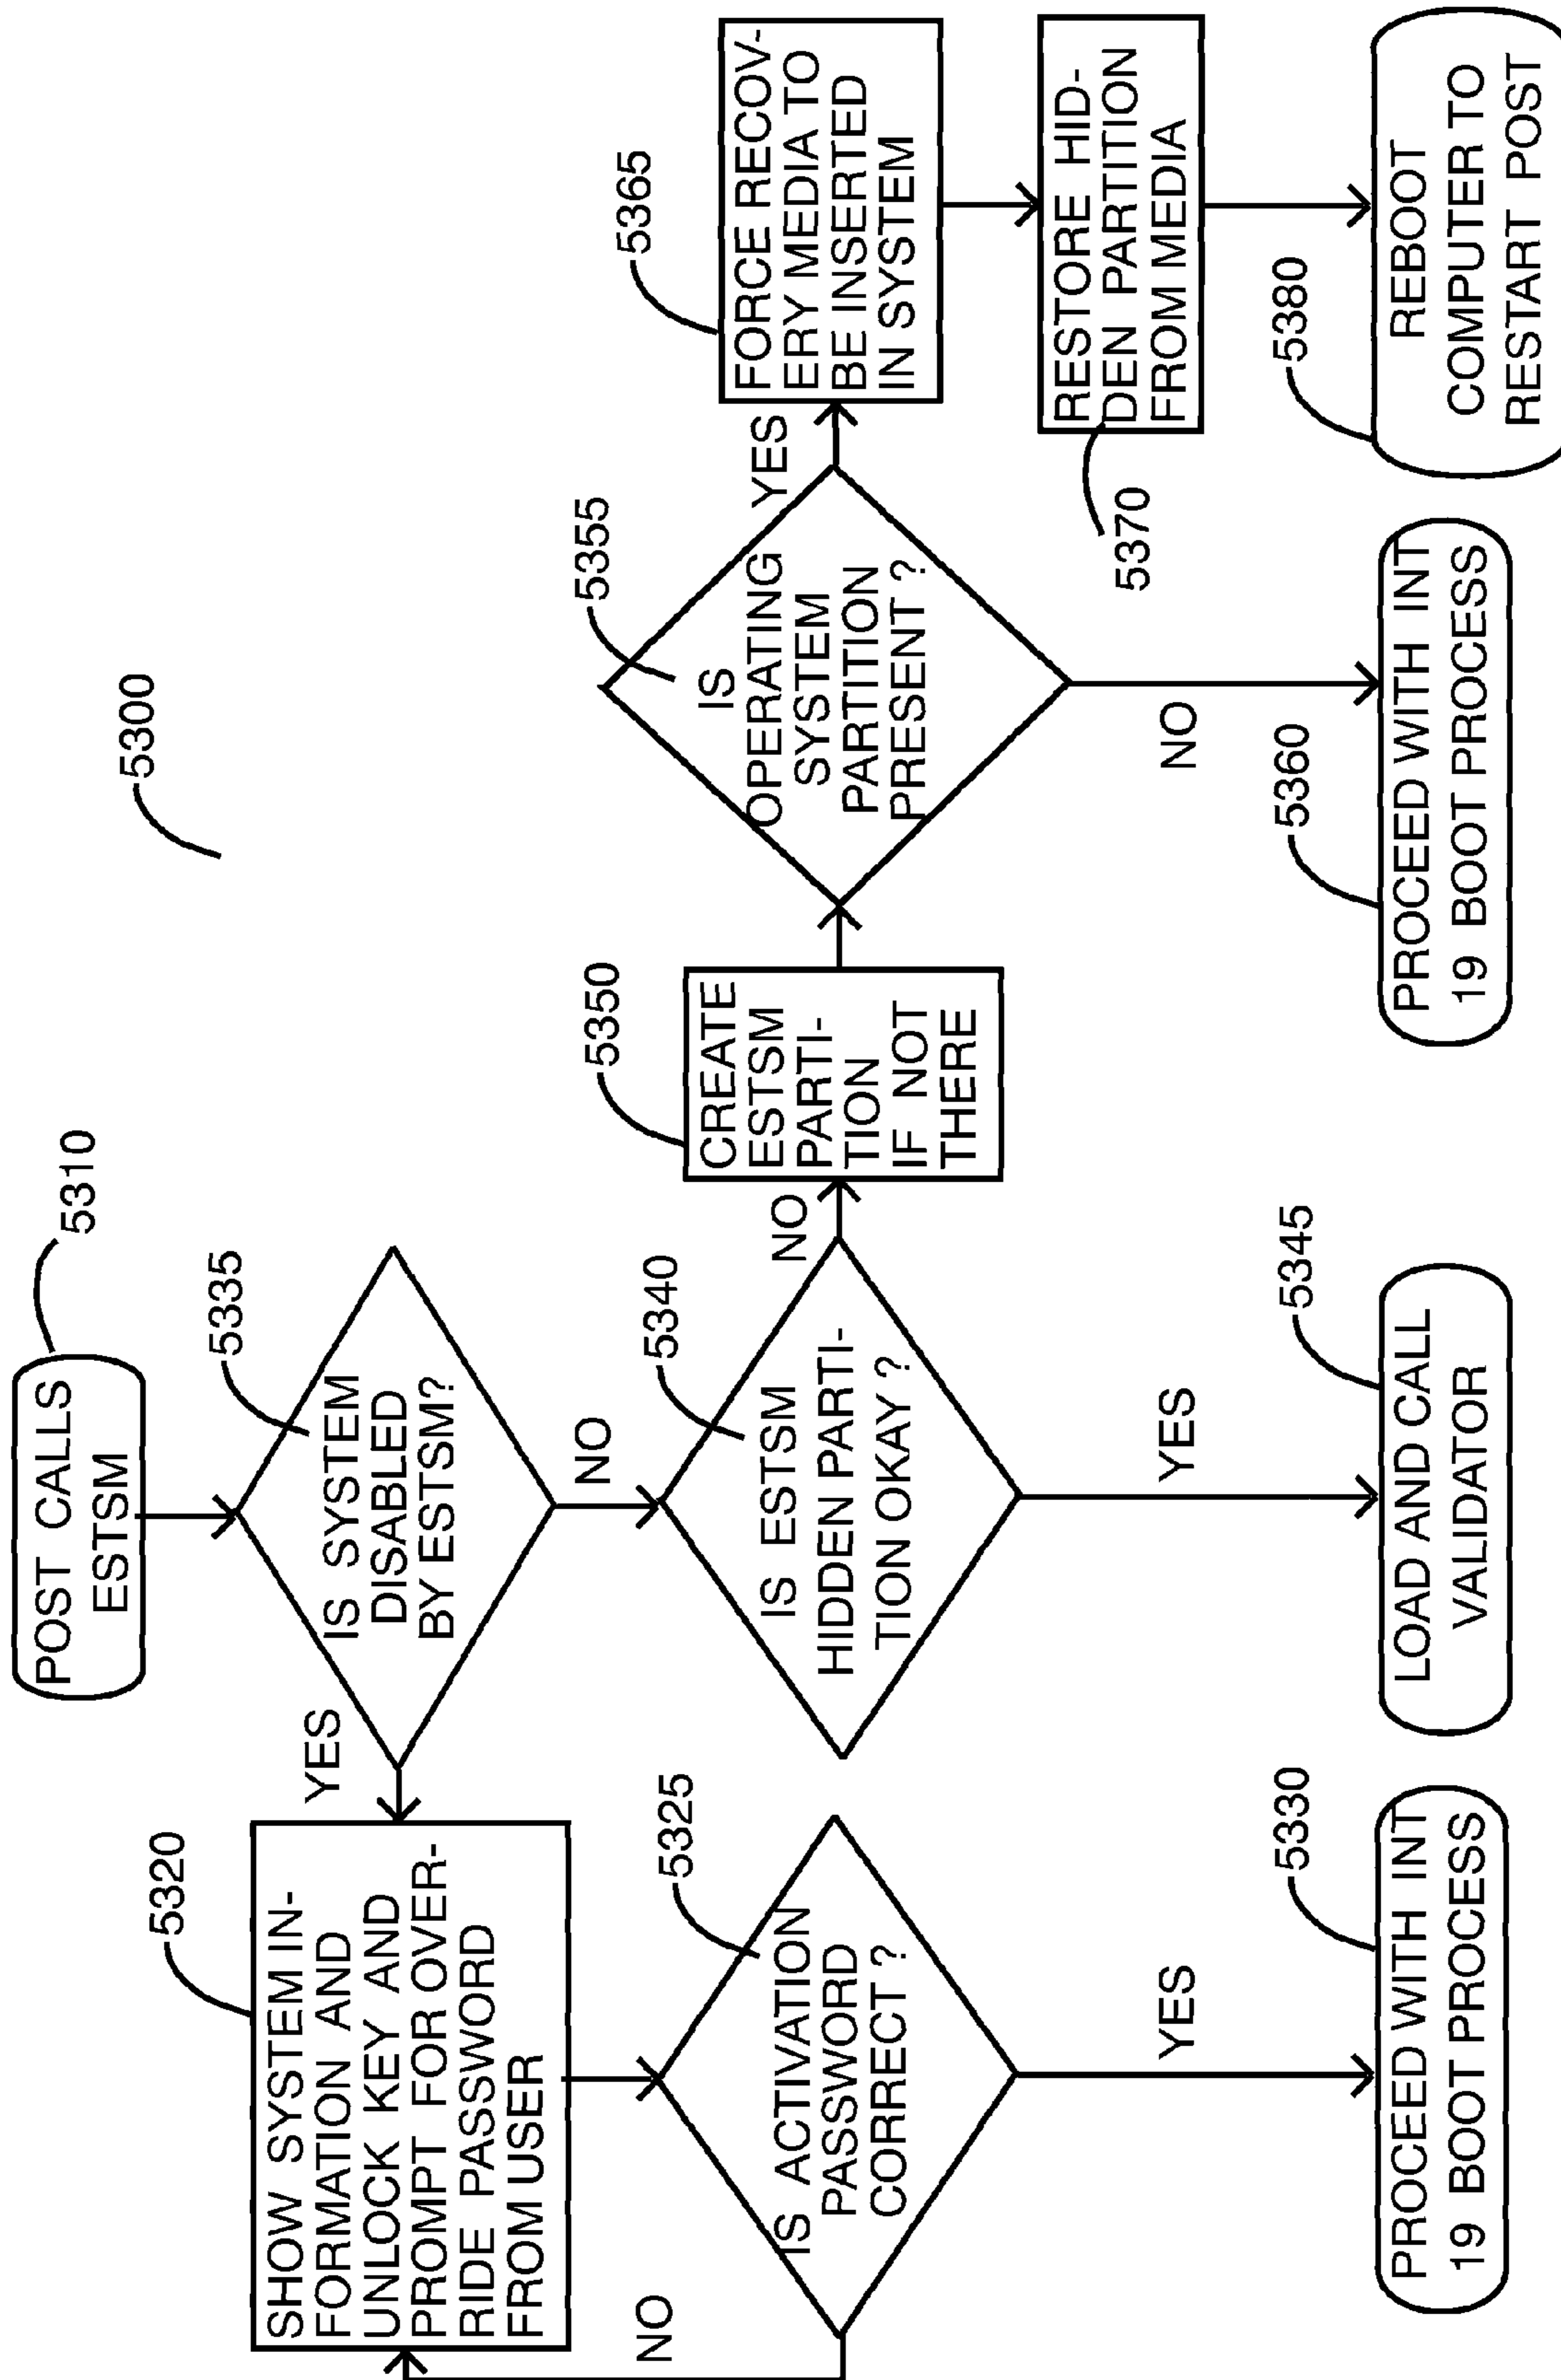 5300
POST CALLS
ESTSM
5310
IS SYSTEM
DISABLED
BY ESTSM?
5335
YES
NO
SHOW SYSTEM IN-
FORMATION AND
UNLOCK KEY AND
PROMPT FOR OVER-
RIDE PASSWORD
FROM USER
5320
IS ACTIVATION
PASSWORD
CORRECT ?
5325
NO
YES
PROCEED WITH INT
19 BOOT PROCESS
5330
IS ESTSM
HIDDEN PARTI-
TION OKAY ?
5340
YES
NO
LOAD AND CALL
VALIDATOR
5345
CREATE
ESTSM
PARTI-
TION
IF NOT
THERE
5350
IS
OPERATING
SYSTEM
PARTITION
PRESENT ?
5355
NO
YES
PROCEED WITH INT
19 BOOT PROCESS
5360
FORCE RECOV-
ERY MEDIA TO
BE INSERTED
IN SYSTEM
5365
RESTORE HID-
DEN PARTITION
FROM MEDIA
5370
REBOOT
COMPUTER TO
RESTART POST
5380